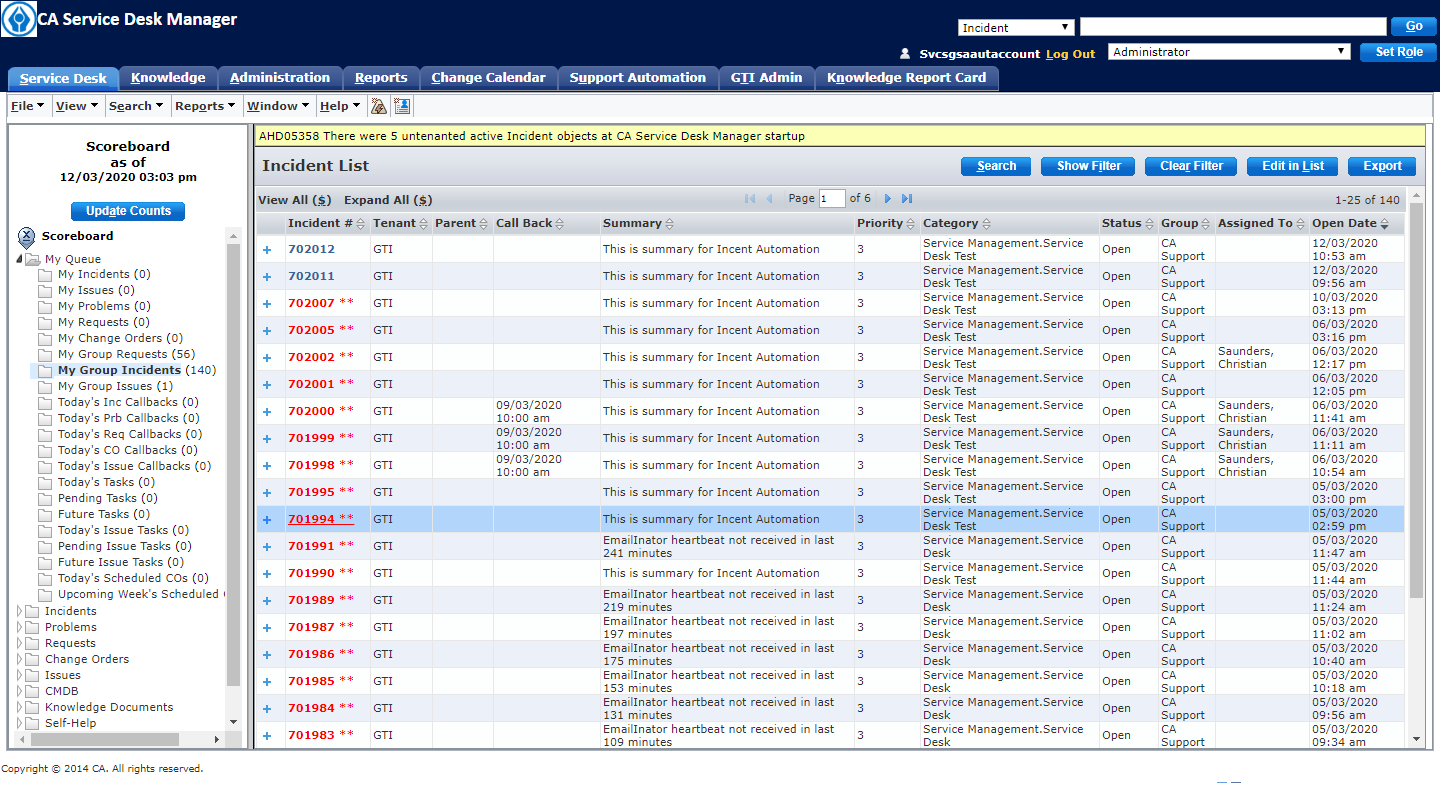 CA Service Desk Manager
Incident
Go
Svcsgsaautaccount Log Out
Administrator
Set Role
Service Desk Knowledge Administration Reports Change Calendar Support Automation GTI Admin Knowledge Report Card
File View Search Reports Window Help
Scoreboard
as of
12/03/2020 03:03 pm
Update Counts
Scoreboard
My Queue
My Incidents (0)
My Issues (0)
My Problems (0)
My Requests (0)
My Change Orders (0)
My Group Requests (56)
My Group Incidents (140)
My Group Issues (1)
Today's Inc Callbacks (0)
Today's Prb Callbacks (0)
Today's Req Callbacks (0)
Today's CO Callbacks (0)
Today's Issue Callbacks (0)
Today's Tasks (0)
Pending Tasks (0)
Future Tasks (0)
Today's Issue Tasks (0)
Pending Issue Tasks (0)
Future Issue Tasks (0)
Today's Scheduled COs (0)
Upcoming Week's Scheduled
Incidents
Problems
Requests
Change Orders
Issues
CMDB
Knowledge Documents
Self-Help
AHD05358 There were 5 untenanted active Incident objects at CA Service Desk Manager startup
Incident List
Search Show Filter Clear Filter Edit in List Export
View All ($) Expand All ($)
Page 1 of 6
1-25 of 140
Incident # Tenant Parent Call Back Summary Priority Category Status Group Assigned To Open Date
702012 GTI This is summary for Incent Automation 3 Service Management.Service Desk Test Open CA Support 12/03/2020 10:53 am
702011 GTI This is summary for Incent Automation 3 Service Management.Service Desk Test Open CA Support 12/03/2020 09:56 am
702007 ** GTI This is summary for Incent Automation 3 Service Management.Service Desk Test Open CA Support 10/03/2020 03:13 pm
702005 ** GTI This is summary for Incent Automation 3 Service Management.Service Desk Test Open CA Support 06/03/2020 03:16 pm
702002 ** GTI This is summary for Incent Automation 3 Service Management.Service Desk Test Open CA Support Saunders, Christian 06/03/2020 12:17 pm
702001 ** GTI This is summary for Incent Automation 3 Service Management.Service Desk Test Open CA Support 06/03/2020 12:05 pm
702000 ** GTI 09/03/2020 10:00 am This is summary for Incent Automation 3 Service Management.Service Desk Test Open CA Support Saunders, Christian 06/03/2020 11:41 am
701999 ** GTI 09/03/2020 10:00 am This is summary for Incent Automation 3 Service Management.Service Desk Test Open CA Support Saunders, Christian 06/03/2020 11:11 am
701998 ** GTI 09/03/2020 10:00 am This is summary for Incent Automation 3 Service Management.Service Desk Test Open CA Support Saunders, Christian 06/03/2020 10:54 am
701995 ** GTI This is summary for Incent Automation 3 Service Management.Service Desk Test Open CA Support 05/03/2020 03:00 pm
701994 ** GTI This is summary for Incent Automation 3 Service Management.Service Desk Test Open CA Support 05/03/2020 02:59 pm
701991 ** GTI EmailInator heartbeat not received in last 241 minutes 3 Service Management.Service Desk Open CA Support 05/03/2020 11:47 am
701990 ** GTI This is summary for Incent Automation 3 Service Management.Service Desk Test Open CA Support 05/03/2020 11:44 am
701989 ** GTI EmailInator heartbeat not received in last 219 minutes 3 Service Management.Service Desk Open CA Support 05/03/2020 11:24 am
701987 ** GTI EmailInator heartbeat not received in last 197 minutes 3 Service Management.Service Desk Open CA Support 05/03/2020 11:02 am
701986 ** GTI EmailInator heartbeat not received in last 175 minutes 3 Service Management.Service Desk Open CA Support 05/03/2020 10:40 am
701985 ** GTI EmailInator heartbeat not received in last 153 minutes 3 Service Management.Service Desk Open CA Support 05/03/2020 10:18 am
701984 ** GTI EmailInator heartbeat not received in last 131 minutes 3 Service Management.Service Desk Open CA Support 05/03/2020 09:56 am
701983 ** GTI EmailInator heartbeat not received in last 109 minutes 3 Service Management.Service Desk Open CA Support 05/03/2020 09:34 am
Copyright © 2014 CA. All rights reserved.